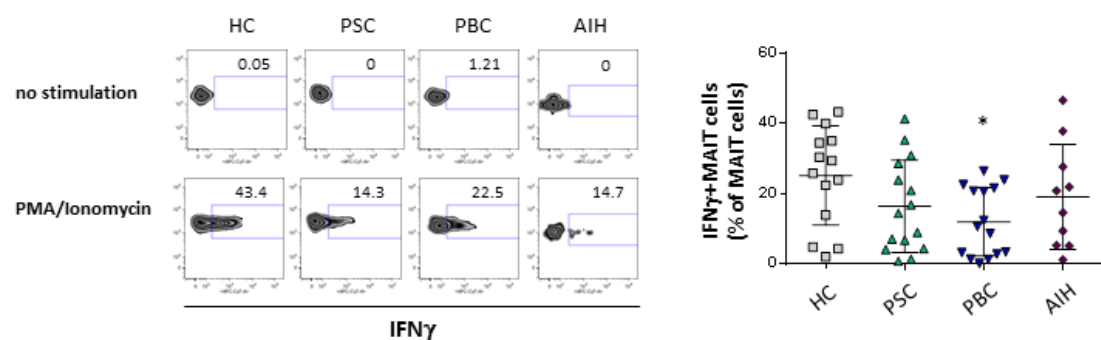 HC PSC PBC AIH
no stimulation
0.05 0 1.21 0
PMA/Ionomycin
43.4 14.3 22.5 14.7
IFNγ
IFNγ+MAIT cells
(% of MAIT cells)
60
40
20
0
*
HC PSC PBC AIH